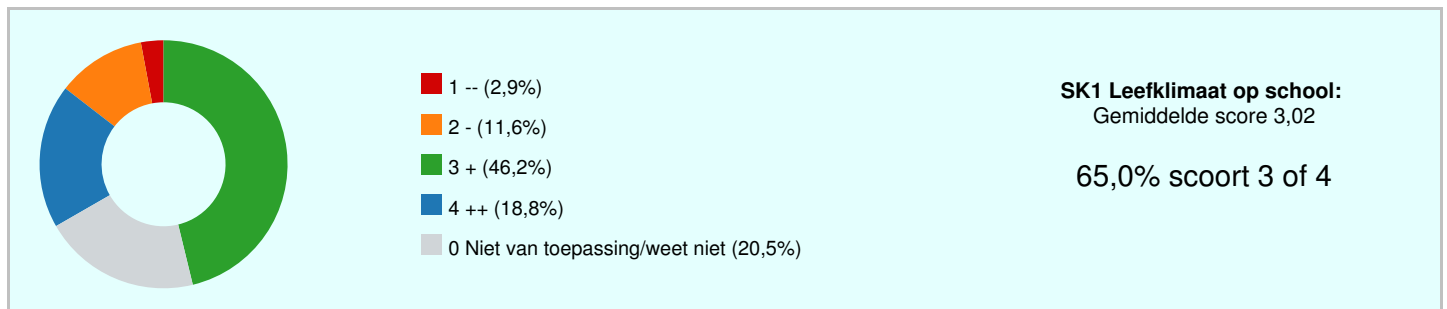 1 -- (2,9%)
2 - (11,6%)
3 + (46,2%)
4 ++ (18,8%)
0 Niet van toepassing/weet niet (20,5%)
SK1 Leefklimaat op school:
Gemiddelde score 3,02
65,0% scoort 3 of 4